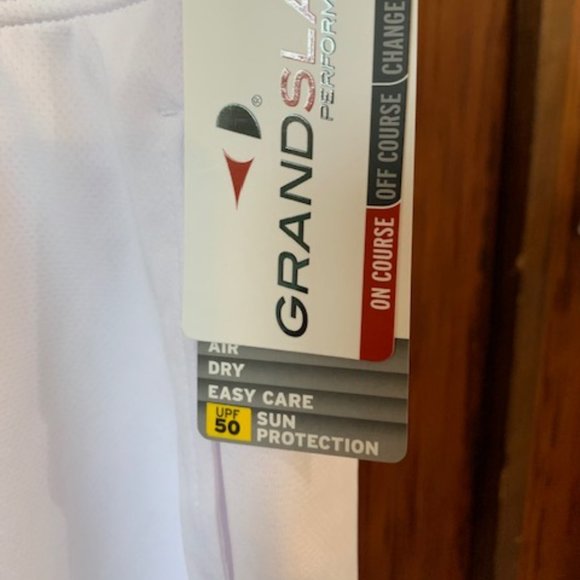 GRANDSLA
PERFORM
®
ON COURSE
OFF COURSE
CHANGE
AIR
DRY
EASY CARE
UPF
50
SUN
PROTECTION